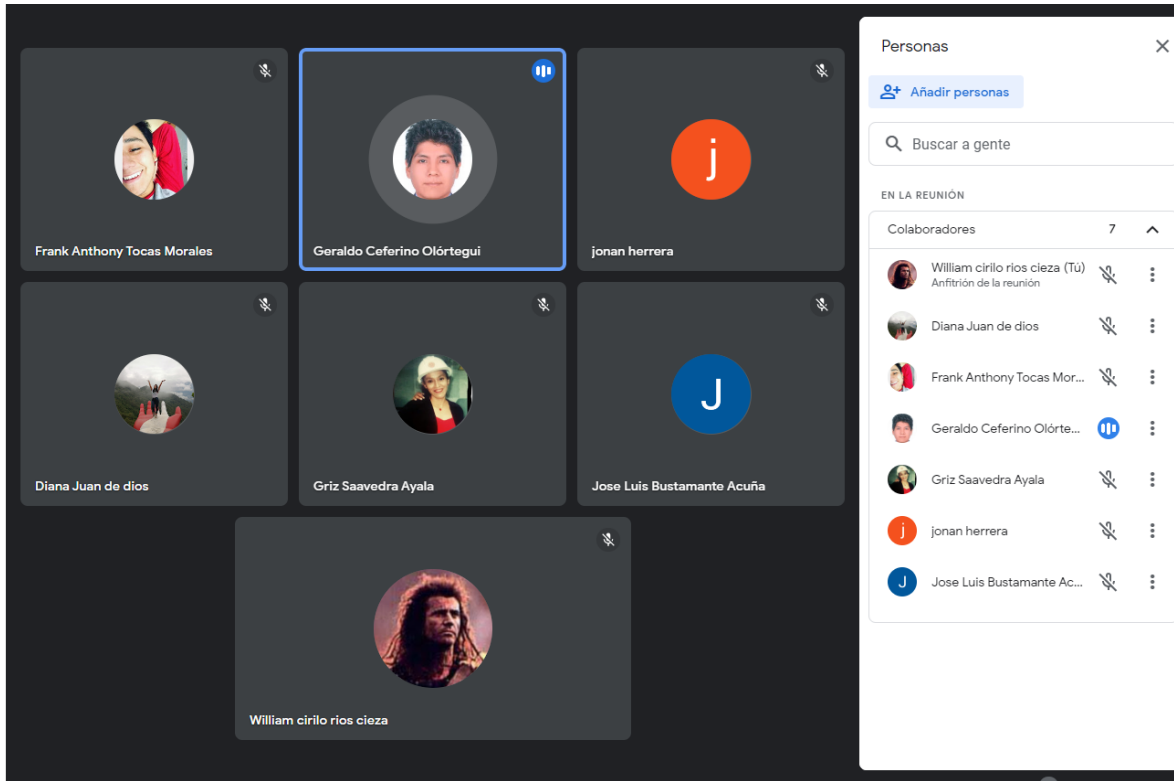 Frank Anthony Tocas Morales
Geraldo Ceferino Olórtegui
j
jonan herrera
Diana Juan de dios
Griz Saavedra Ayala
J
Jose Luis Bustamante Acuña
William cirilo rios cieza
Personas
Añadir personas
Buscar a gente
EN LA REUNIÓN
Colaboradores 7
William cirilo rios cieza (Tú)
Anfitrión de la reunión
Diana Juan de dios
Frank Anthony Tocas Mor...
Geraldo Ceferino Olórte...
Griz Saavedra Ayala
j jonan herrera
J Jose Luis Bustamante Ac...